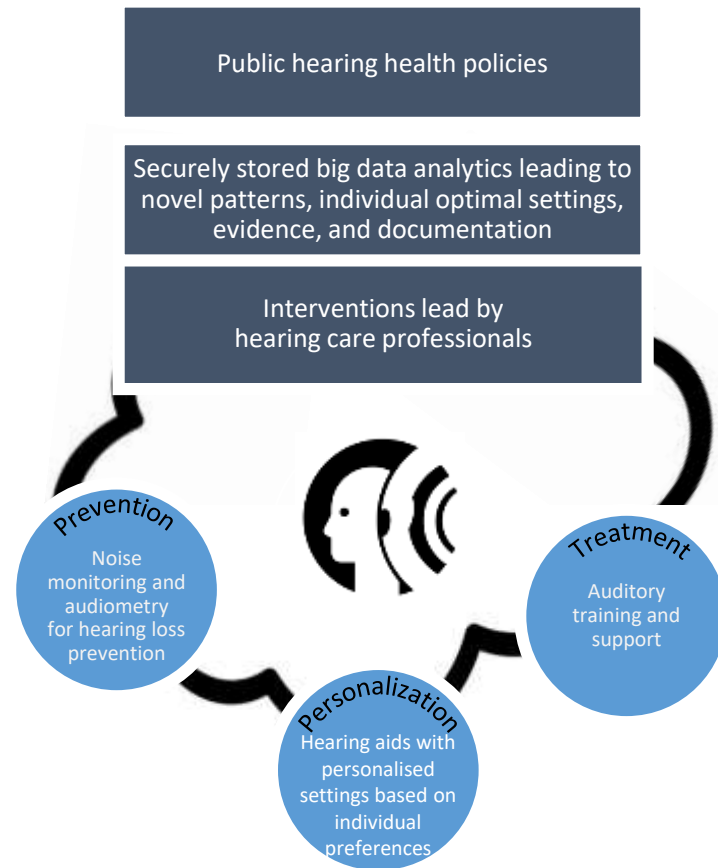 Public hearing health policies
Securely stored big data analytics leading to
novel patterns, individual optimal settings,
evidence, and documentation
Interventions lead by
hearing care professionals
Prevention
Noise
monitoring and
audiometry
for hearing loss
prevention
Treatment
Auditory
training and
support
Personalization
Hearing aids with
personalised
settings based on
individual
preferences